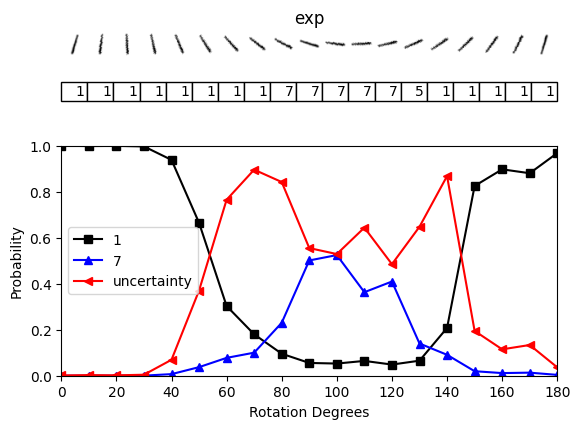 exp
1 1 1 1 1 1 1 1 7 7 7 7 7 5 1 1 1 1 1
1.0
0.8
0.6
0.4
0.2
0.0
Probability
1
7
uncertainty
0 20 40 60 80 100 120 140 160 180
Rotation Degrees